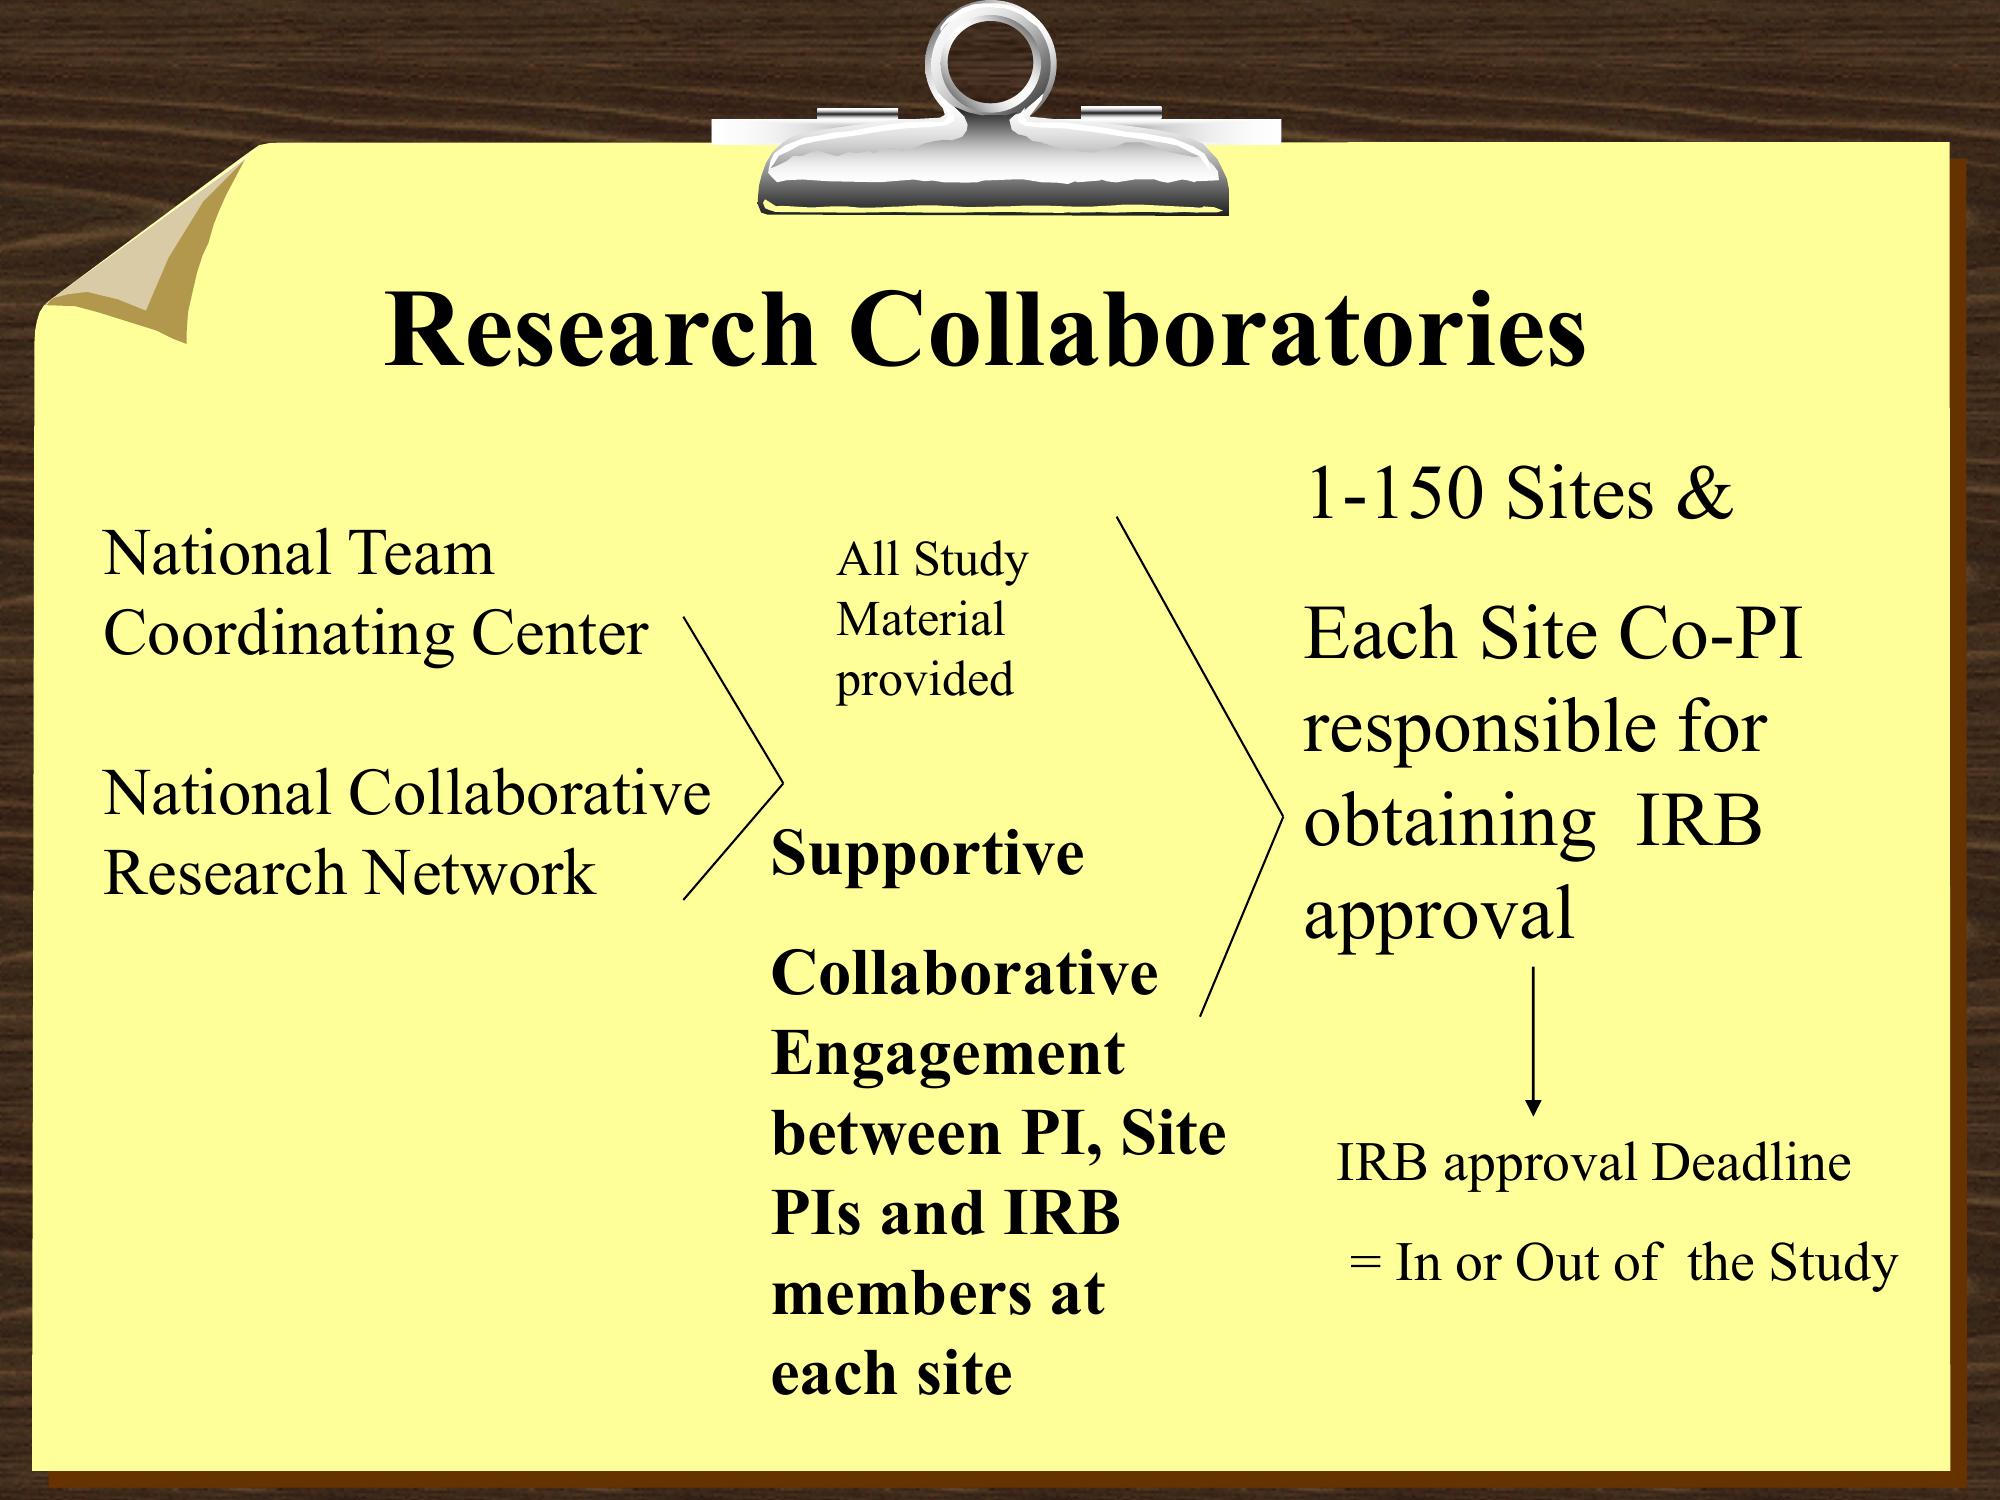 Research Collaboratories
National Team
Coordinating Center
National Collaborative
Research Network
All Study
Material
provided
Supportive
Collaborative
Engagement
between PI, Site
PIs and IRB
members at
each site
1-150 Sites &
Each Site Co-PI
responsible for
obtaining  IRB
approval
IRB approval Deadline
= In or Out of  the Study